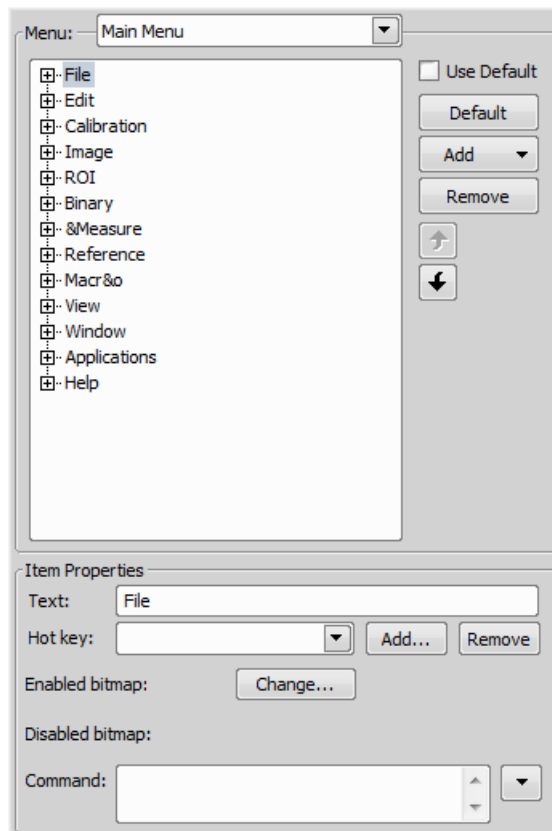 Menu: Main Menu
File
Edit
Calibration
Image
ROI
Binary
&Measure
Reference
Macr&o
View
Window
Applications
Help
Use Default
Default
Add
Remove
Item Properties
Text: File
Hot key: Add... Remove
Enabled bitmap: Change...
Disabled bitmap:
Command: